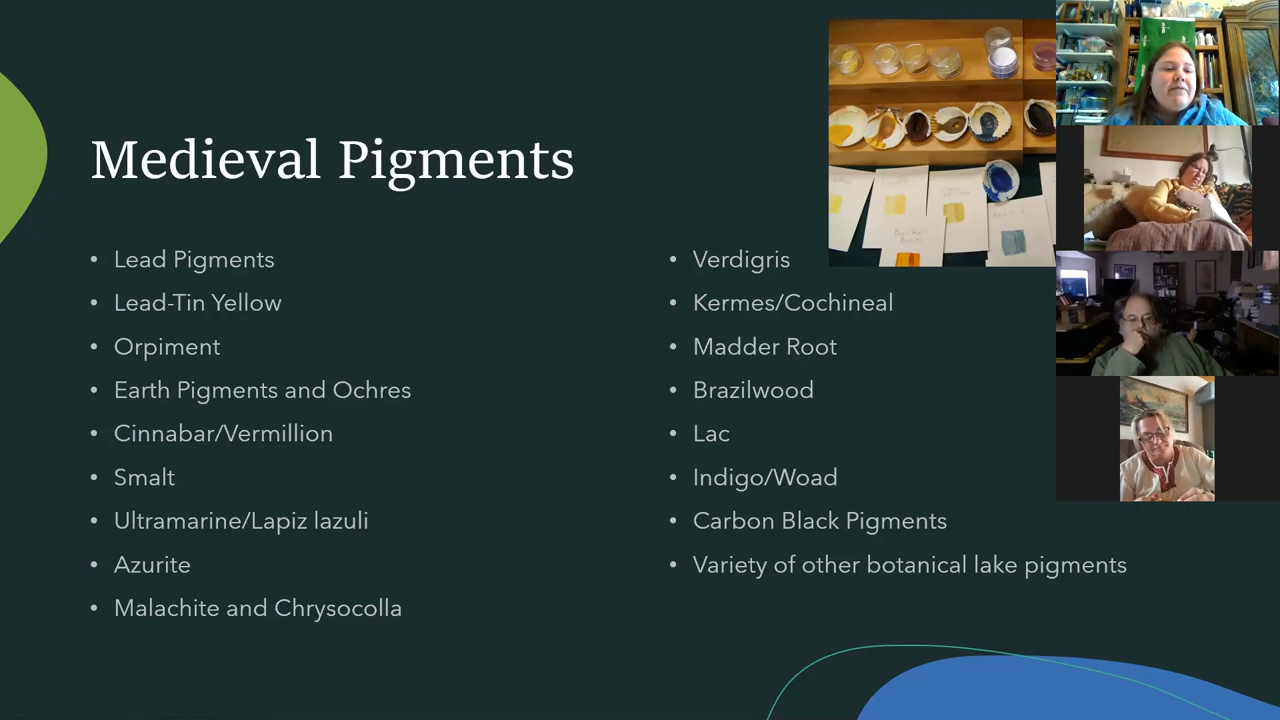 Medieval Pigments
• Lead Pigments
• Lead-Tin Yellow
• Orpiment
• Earth Pigments and Ochres
• Cinnabar/Vermillion
• Smalt
• Ultramarine/Lapiz lazuli
• Azurite
• Malachite and Chrysocolla
• Verdigris
• Kermes/Cochineal
• Madder Root
• Brazilwood
• Lac
• Indigo/Woad
• Carbon Black Pigments
• Variety of other botanical lake pigments